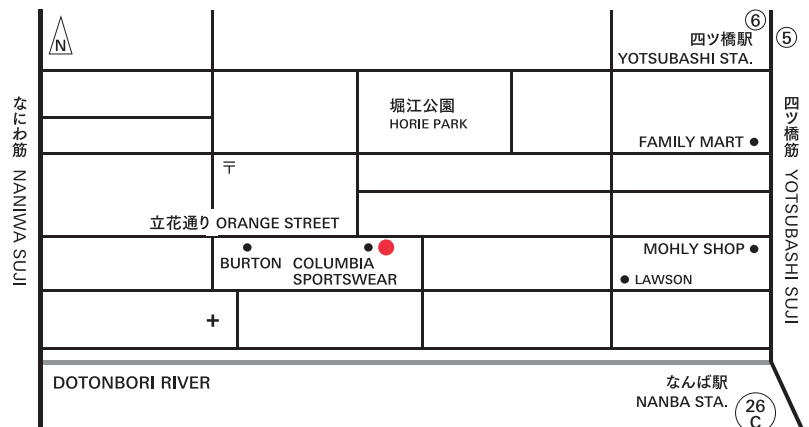 N
⑥
四ツ橋駅
⑤
YOTSUBASHI STA.
堀江公園
HORIE PARK
なにわ筋 NANIWA SUJI
四ツ橋筋 YOTSUBASHI SUJI
FAMILY MART
〒
立花通り ORANGE STREET
BURTON
COLUMBIA
SPORTSWEAR
MOHLY SHOP
LAWSON
DOTONBORI RIVER
なんば駅
NANBA STA.
26
C